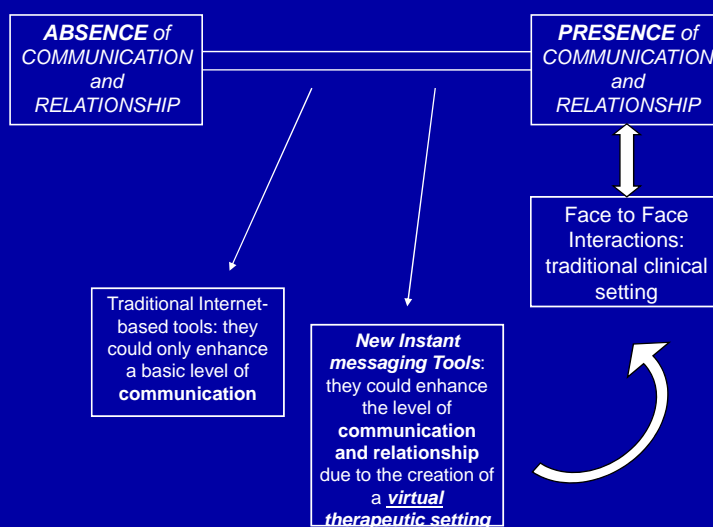 ABSENCE of
COMMUNICATION
and
RELATIONSHIP
PRESENCE of
COMMUNICATION
and
RELATIONSHIP
Face to Face
Interactions:
traditional clinical
setting
Traditional Internet-
based tools: they
could only enhance
a basic level of
communication
New Instant
messaging Tools:
they could enhance
the level of
communication
and relationship
due to the creation of
a virtual
therapeutic setting